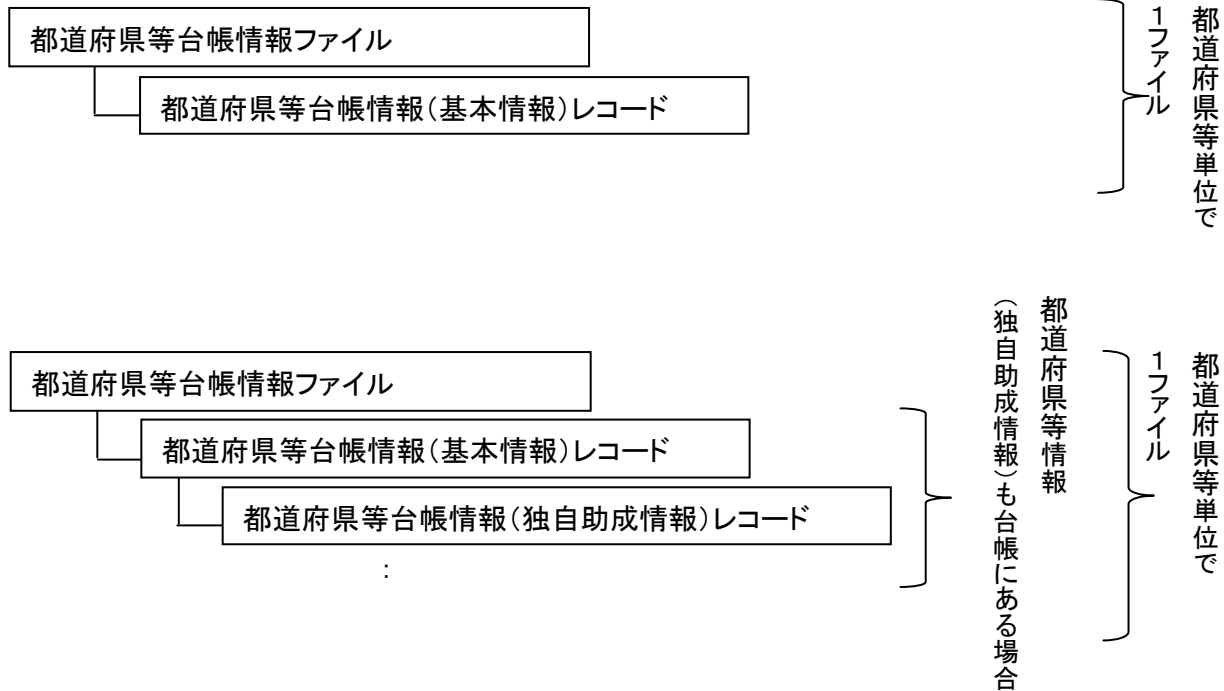 都道府県等台帳情報ファイル
都道府県等台帳情報(基本情報)レコード
都道府県等単位で
1ファイル
都道府県等台帳情報ファイル
都道府県等台帳情報(基本情報)レコード
都道府県等台帳情報(独自助成情報)レコード
:
都道府県等情報
(独自助成情報)も台帳にある場合
都道府県等単位で
1ファイル